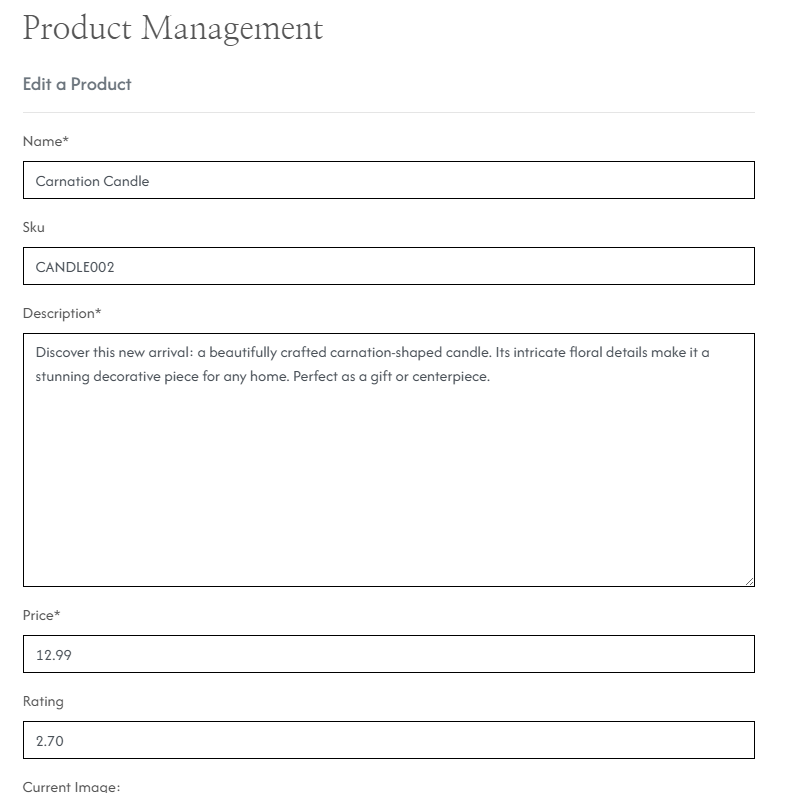 Product Management
Edit a Product
Name*
Carnation Candle
Sku
CANDLE002
Description*
Discover this new arrival: a beautifully crafted carnation-shaped candle. Its intricate floral details make it a
stunning decorative piece for any home. Perfect as a gift or centerpiece.
Price*
12.99
Rating
2.70
Current Image: